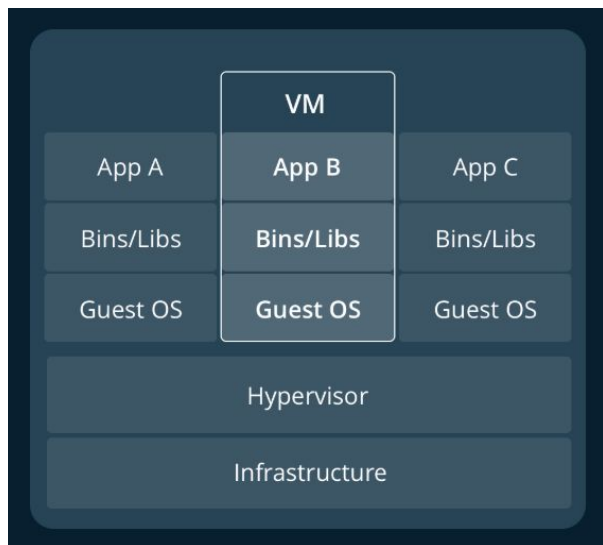 VM
App A App B App C
Bins/Libs Bins/Libs Bins/Libs
Guest OS Guest OS Guest OS
Hypervisor
Infrastructure